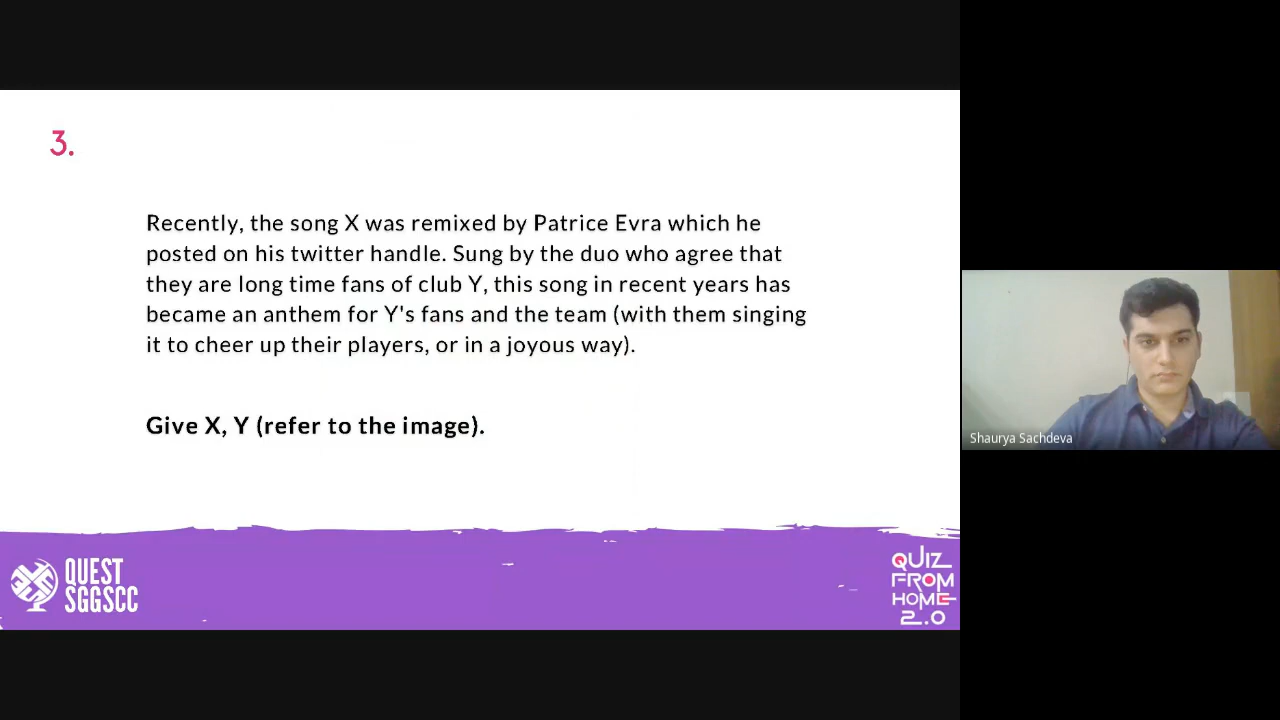 3.
Recently, the song X was remixed by Patrice Evra which he
posted on his twitter handle. Sung by the duo who agree that
they are long time fans of club Y, this song in recent years has
became an anthem for Y's fans and the team (with them singing
it to cheer up their players, or in a joyous way).
Give X, Y (refer to the image).
QUEST
SGGSCC
QUIZ
FROM
HOME
2.0
Shaurya Sachdeva